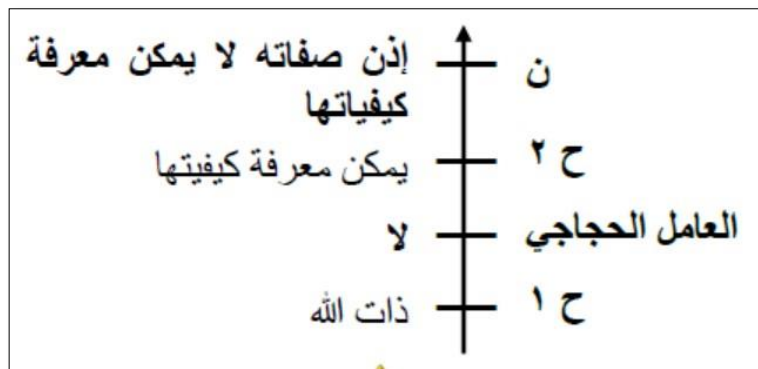 ن إذن صفاته لا يمكن معرفة
كيفياتها
ح ٢ يمكن معرفة كيفيتها
العامل الحجاجي لا
ح ١ ذات الله